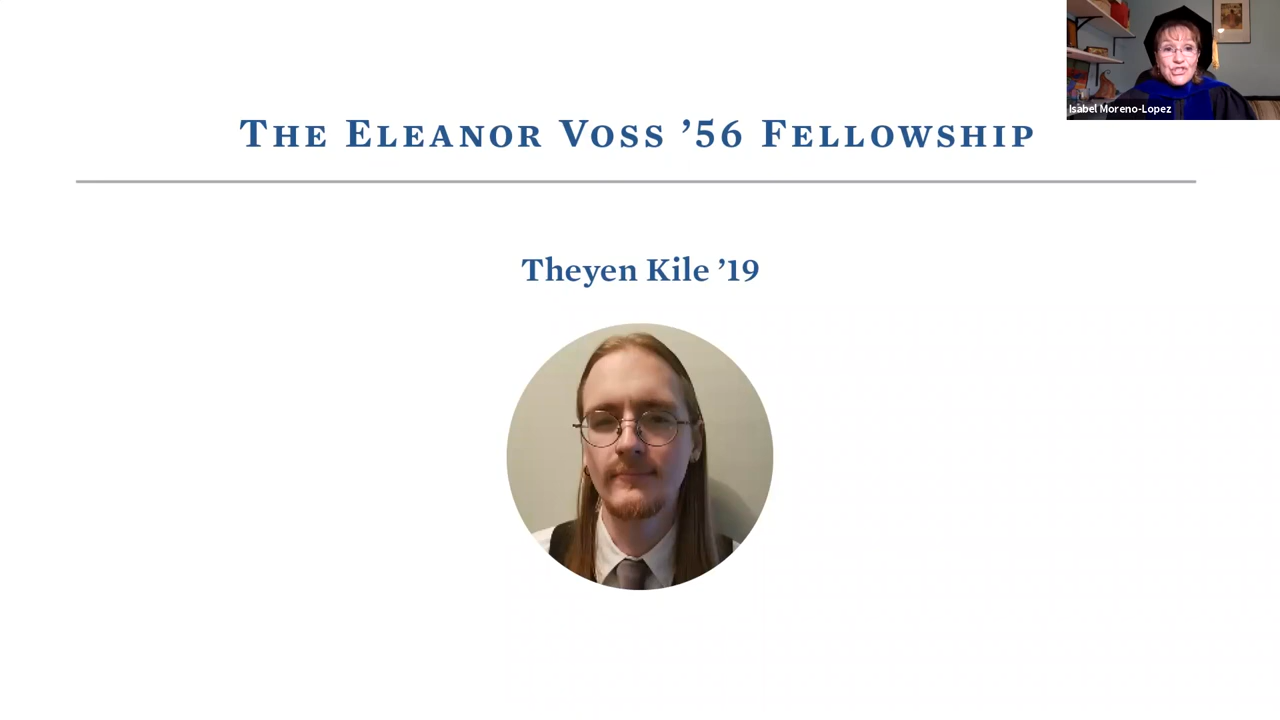 The Eleanor Voss ’56 Fellowship
Isabel Moreno-Lopez
Theyen Kile ’19